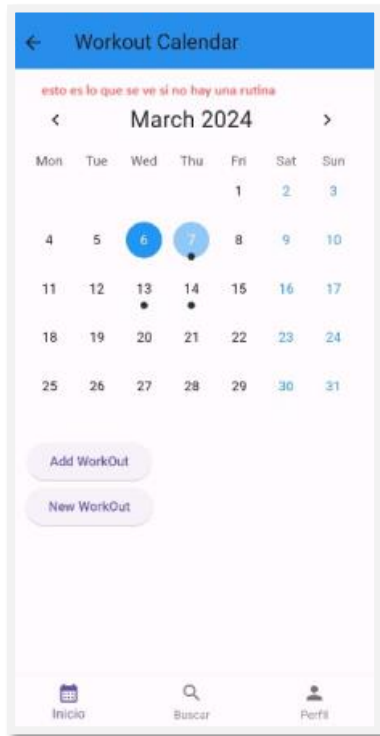 Workout Calendar
esto es lo que se ve si no hay una rutina
March 2024
Mon Tue Wed Thu Fri Sat Sun
1 2 3
4 5 6 7 8 9 10
11 12 13 14 15 16 17
18 19 20 21 22 23 24
25 26 27 28 29 30 31
Add WorkOut
New WorkOut
Inicio Buscar Perfil